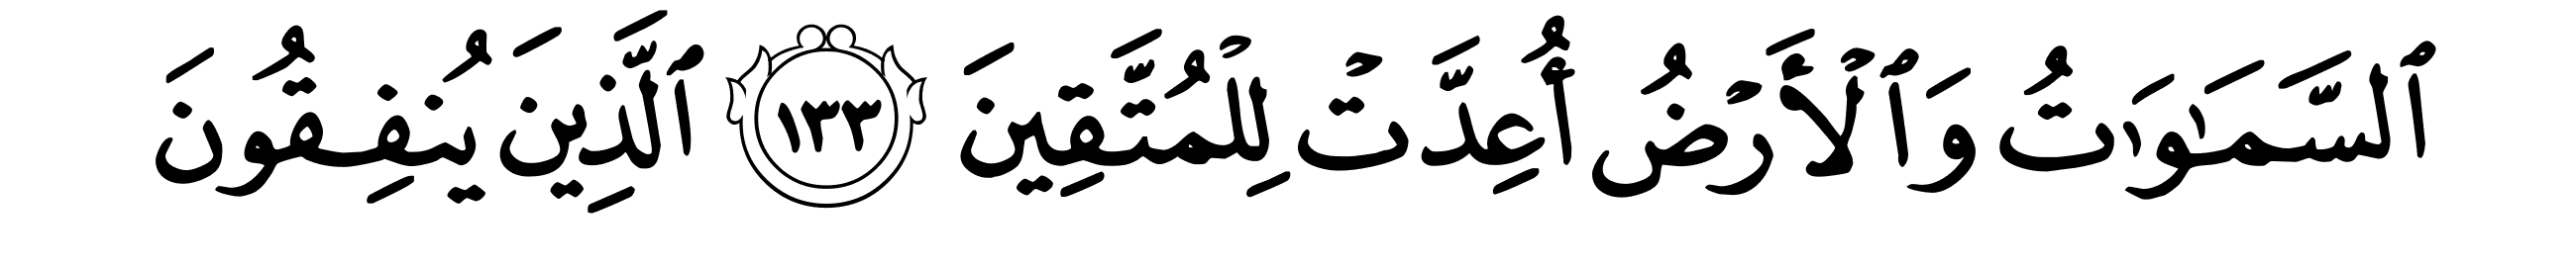 ٱلسَّمَٰوَٰتُ وَٱلْأَرْضُ أُعِدَّتْ لِلْمُتَّقِينَ ١٣٣ ٱلَّذِينَ يُنفِقُونَ